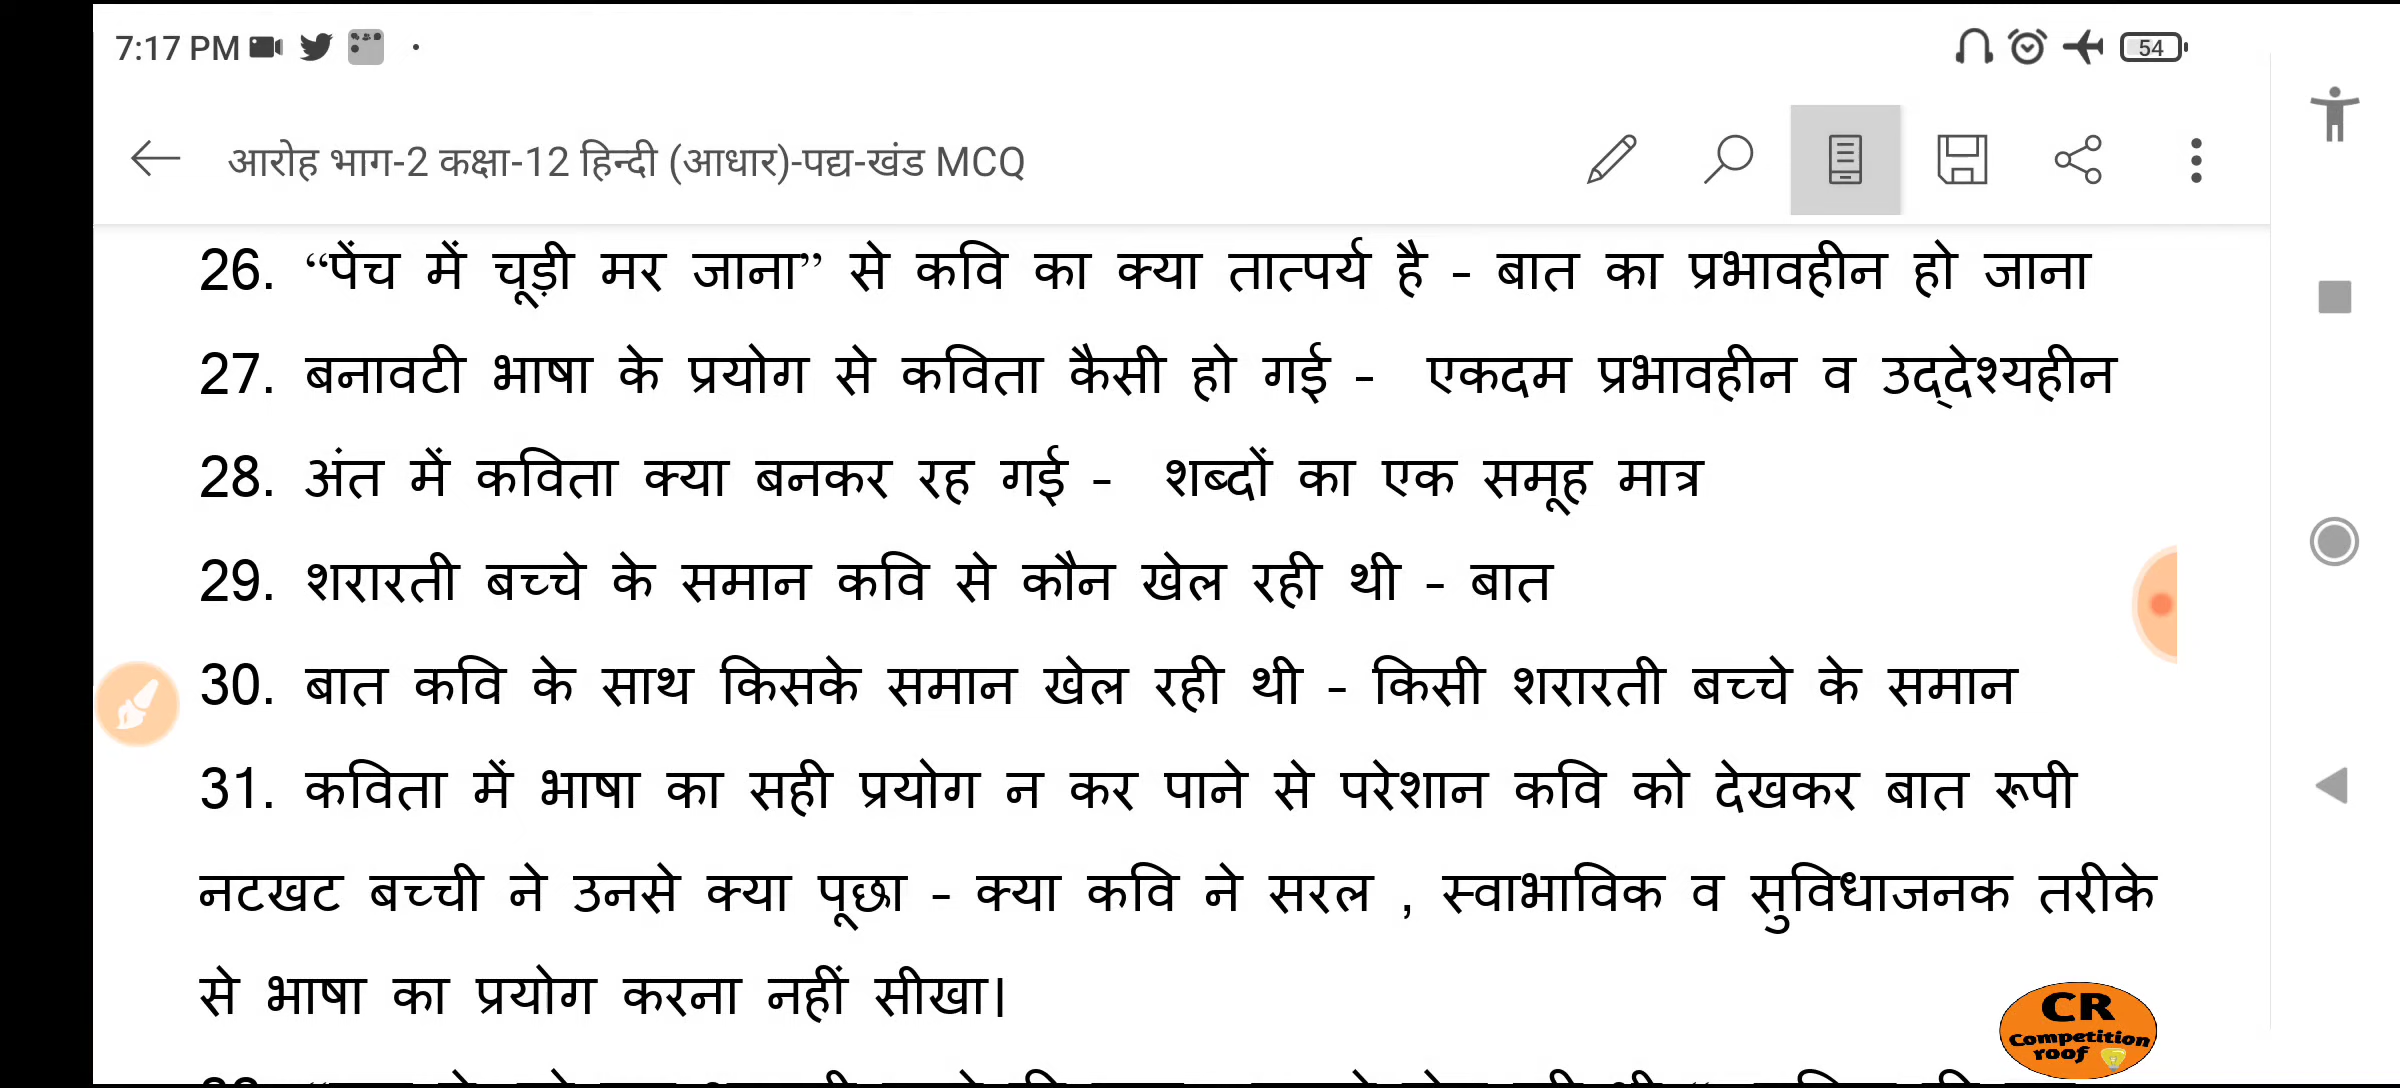 7:17 PM
54
आरोह भाग-2 कक्षा-12 हिन्दी (आधार)-पद्य-खंड MCQ
26. “पेंच में चूड़ी मर जाना” से कवि का क्या तात्पर्य है - बात का प्रभावहीन हो जाना
27. बनावटी भाषा के प्रयोग से कविता कैसी हो गई - एकदम प्रभावहीन व उद्देश्यहीन
28. अंत में कविता क्या बनकर रह गई - शब्दों का एक समूह मात्र
29. शरारती बच्चे के समान कवि से कौन खेल रही थी - बात
30. बात कवि के साथ किसके समान खेल रही थी - किसी शरारती बच्चे के समान
31. कविता में भाषा का सही प्रयोग न कर पाने से परेशान कवि को देखकर बात रूपी
नटखट बच्ची ने उनसे क्या पूछा - क्या कवि ने सरल , स्वाभाविक व सुविधाजनक तरीके
से भाषा का प्रयोग करना नहीं सीखा।
CR
Competition
roof